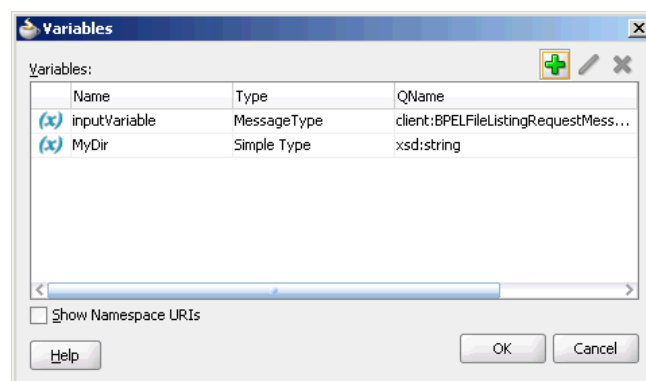 Variables
Variables:
Name Type QName
(x) inputVariable MessageType client:BPELFileListingRequestMess...
(x) MyDir Simple Type xsd:string
Show Namespace URIs
Help OK Cancel